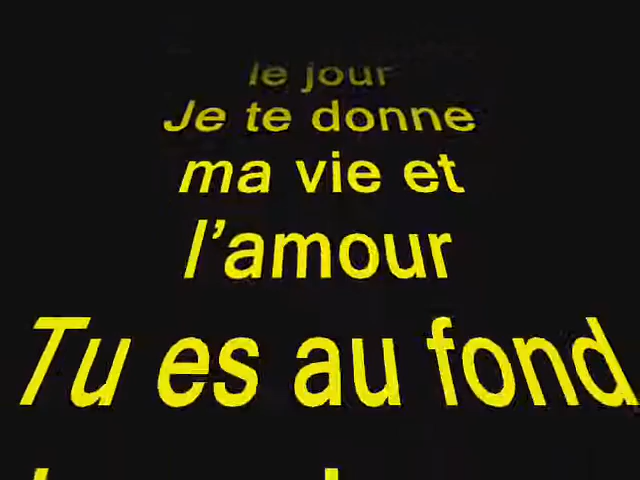 le jour
Je te donne
ma vie et
l'amour
Tu es au fond